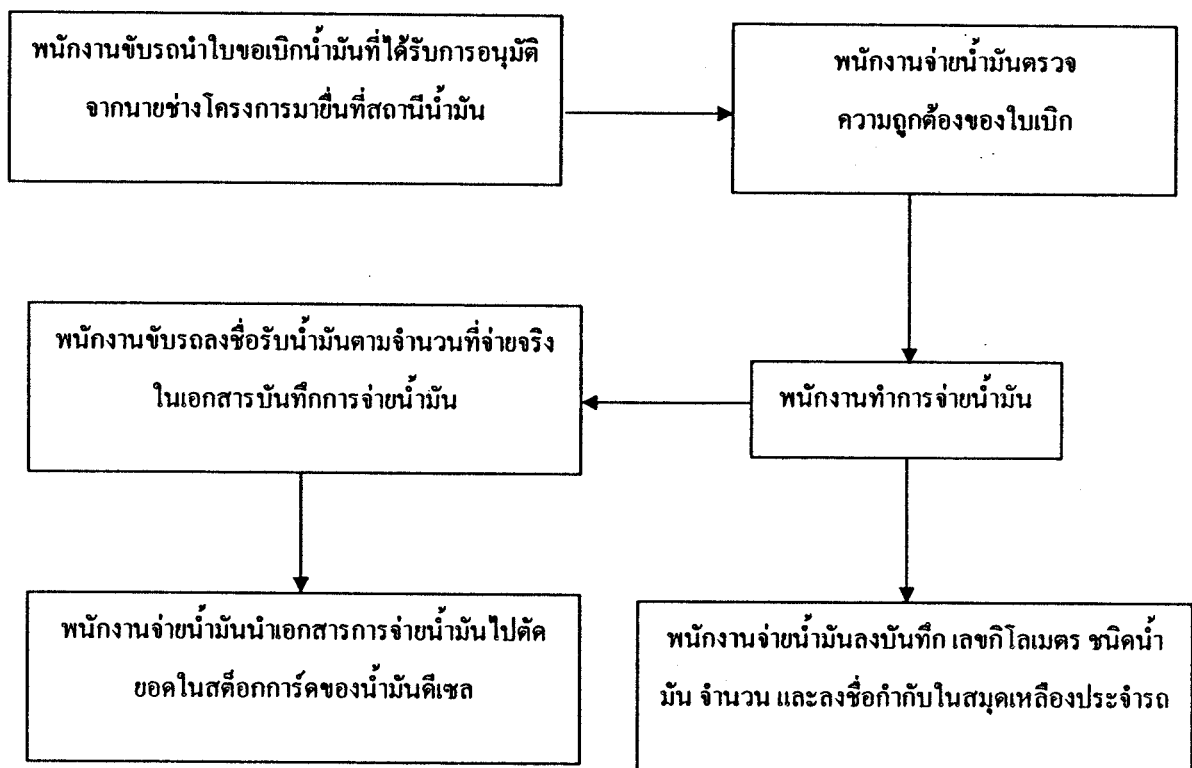 พนักงานขับรถนำใบขอเบิกน้ำมันที่ได้รับการอนุมัติ
จากนายช่างโครงการมายื่นที่สถานีน้ำมัน
พนักงานจ่ายน้ำมันตรวจ
ความถูกต้องของใบเบิก
พนักงานขับรถลงชื่อรับน้ำมันตามจำนวนที่จ่ายจริง
ในเอกสารบันทึกการจ่ายน้ำมัน
พนักงานทำการจ่ายน้ำมัน
พนักงานจ่ายน้ำมันนำเอกสารการจ่ายน้ำมันไปตัด
ยอดในสต็อกการ์ดของน้ำมันดีเซล
พนักงานจ่ายน้ำมันลงบันทึก เลขกิโลเมตร ชนิดน้ำ
มัน จำนวน และลงชื่อกำกับในสมุดเหลืองประจำรถ